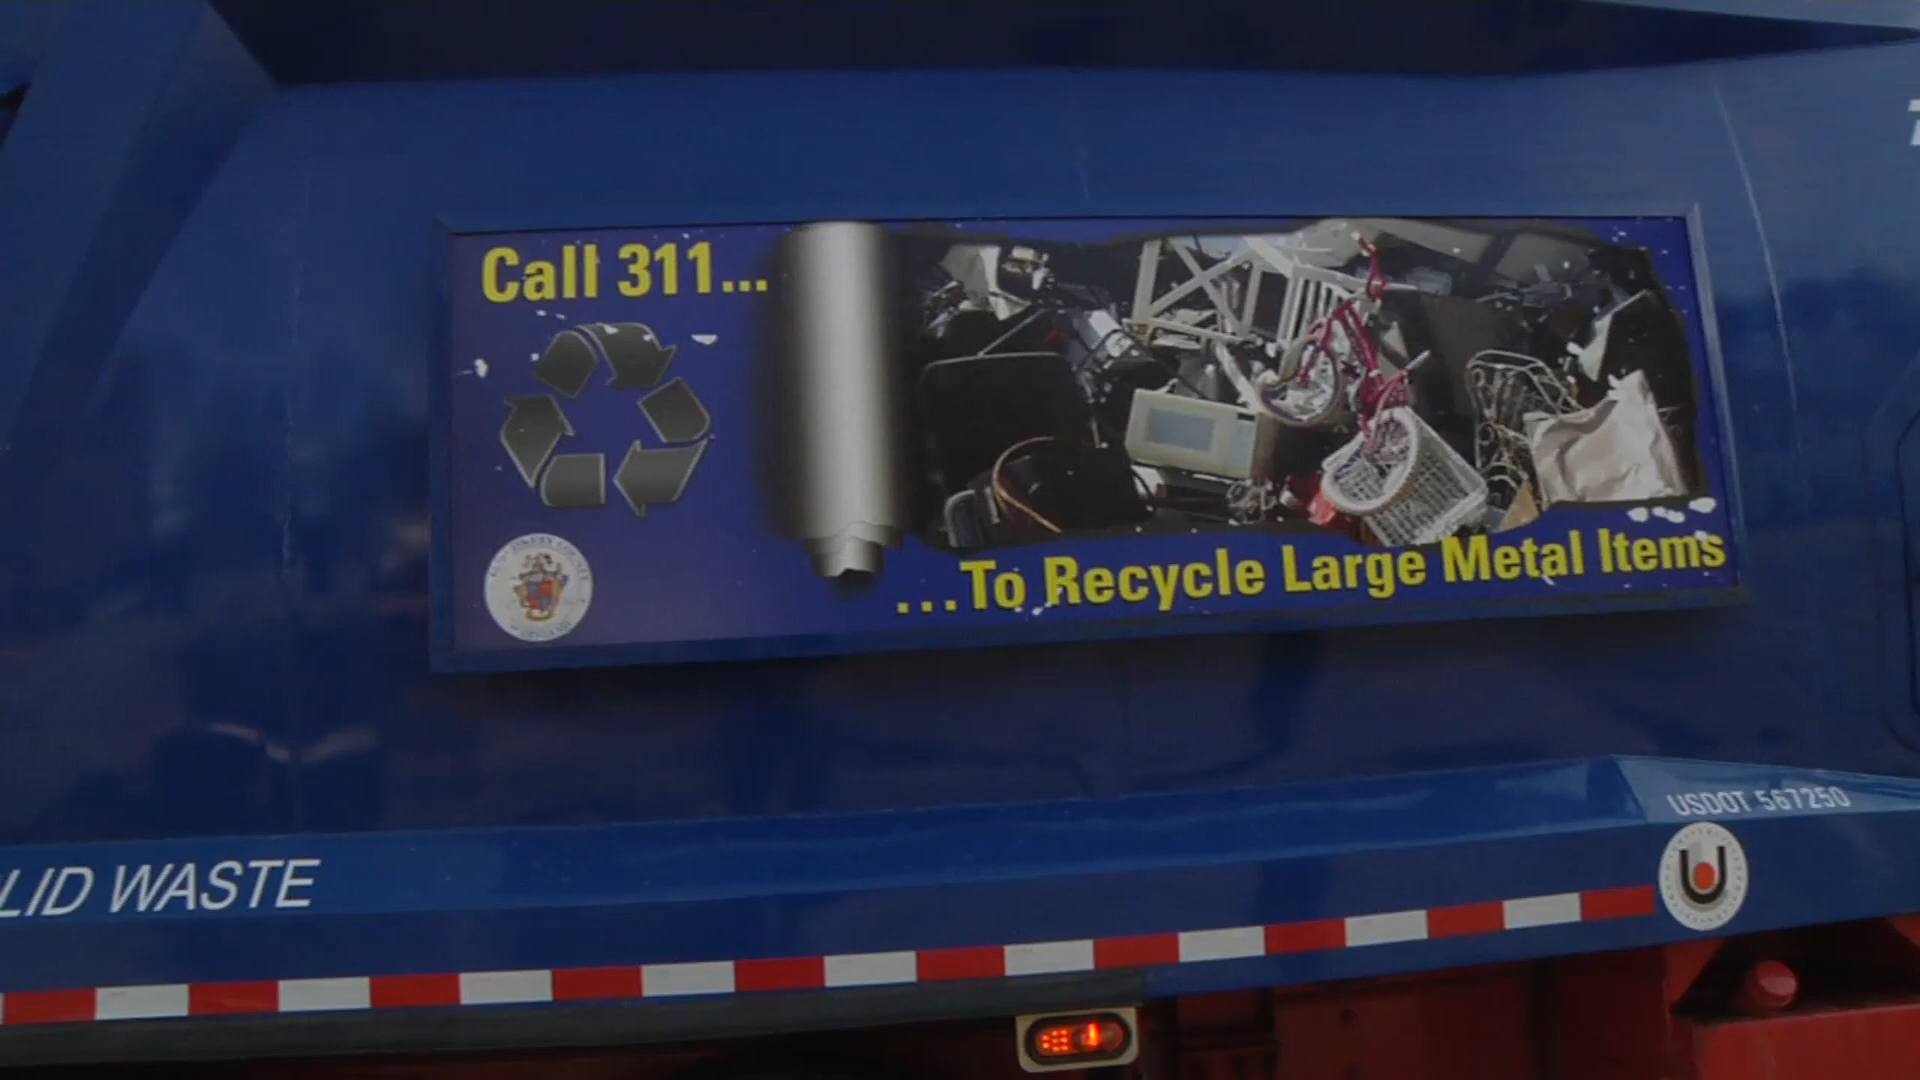 Call 311...
...To Recycle Large Metal Items
USDOT 567250
LID WASTE